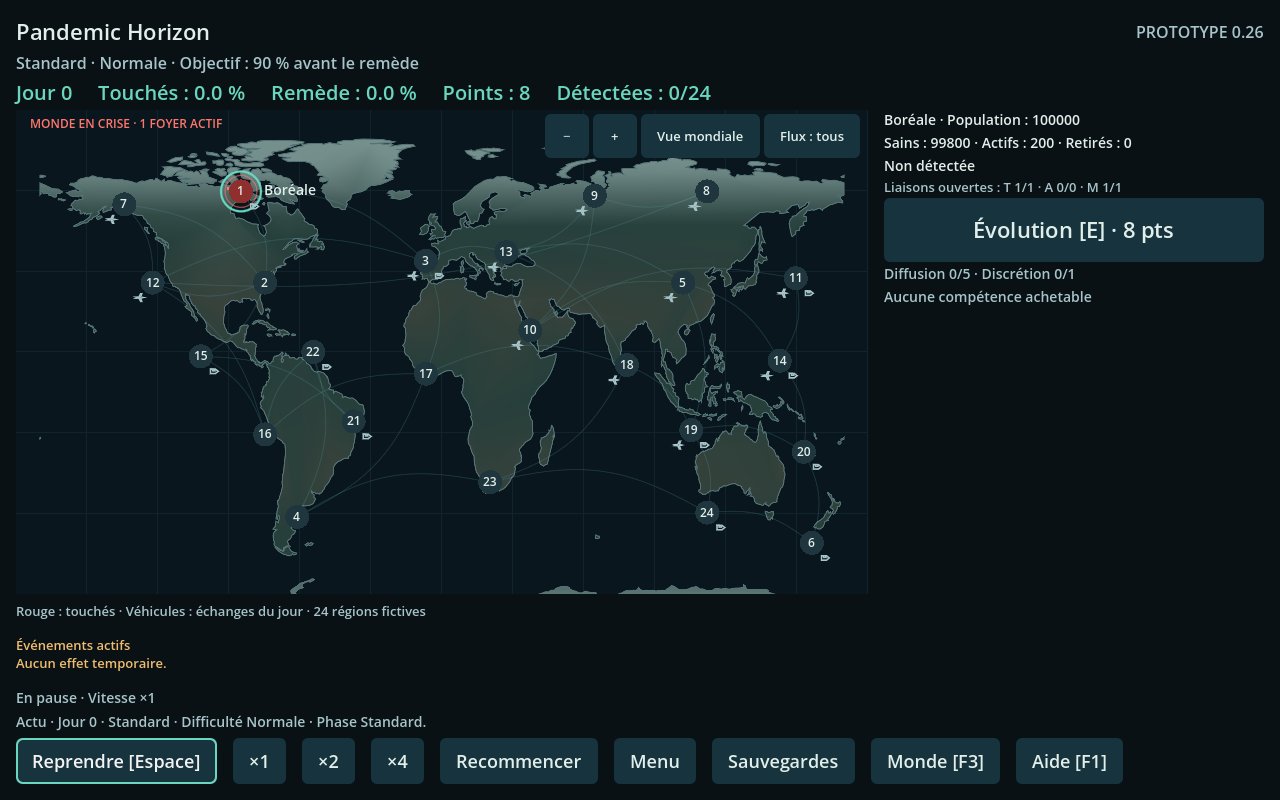 Pandemic Horizon
PROTOTYPE 0.26
Standard · Normale · Objectif : 90 % avant le remède
Jour 0 Touchés : 0.0 % Remède : 0.0 % Points : 8 Détectées : 0/24
MONDE EN CRISE · 1 FOYER ACTIF
− + Vue mondiale Flux : tous
1 Boréale
7
9
8
3
13
12
2
5
11
10
15
22
17
18
14
16
21
19
20
23
4
24
6
Boréale · Population : 100000
Sains : 99800 · Actifs : 200 · Retirés : 0
Non détectée
Liaisons ouvertes : T 1/1 · A 0/0 · M 1/1
Évolution [E] · 8 pts
Diffusion 0/5 · Discrétion 0/1
Aucune compétence achetable
Rouge : touchés · Véhicules : échanges du jour · 24 régions fictives
Événements actifs
Aucun effet temporaire.
En pause · Vitesse ×1
Actu · Jour 0 · Standard · Difficulté Normale · Phase Standard.
Reprendre [Espace] ×1 ×2 ×4 Recommencer Menu Sauvegardes Monde [F3] Aide [F1]